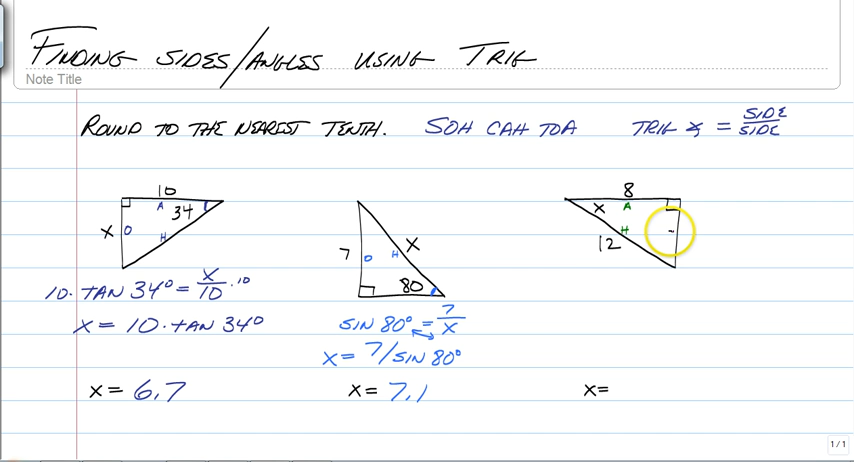 FINDING SIDES/ANGLES USING TRIG
Note Title
ROUND TO THE NEAREST TENTH. SOH CAH TOA TRIG ∡ = SIDE/SIDE
10
A
34
X
O
H
10· TAN 34° = X/10 ·10
X = 10·TAN 34°
X = 6.7
7
O
H
X
80
SIN 80° = 7/X
X = 7/SIN 80°
X = 7.1
8
X
A
H
12
X=
1/1